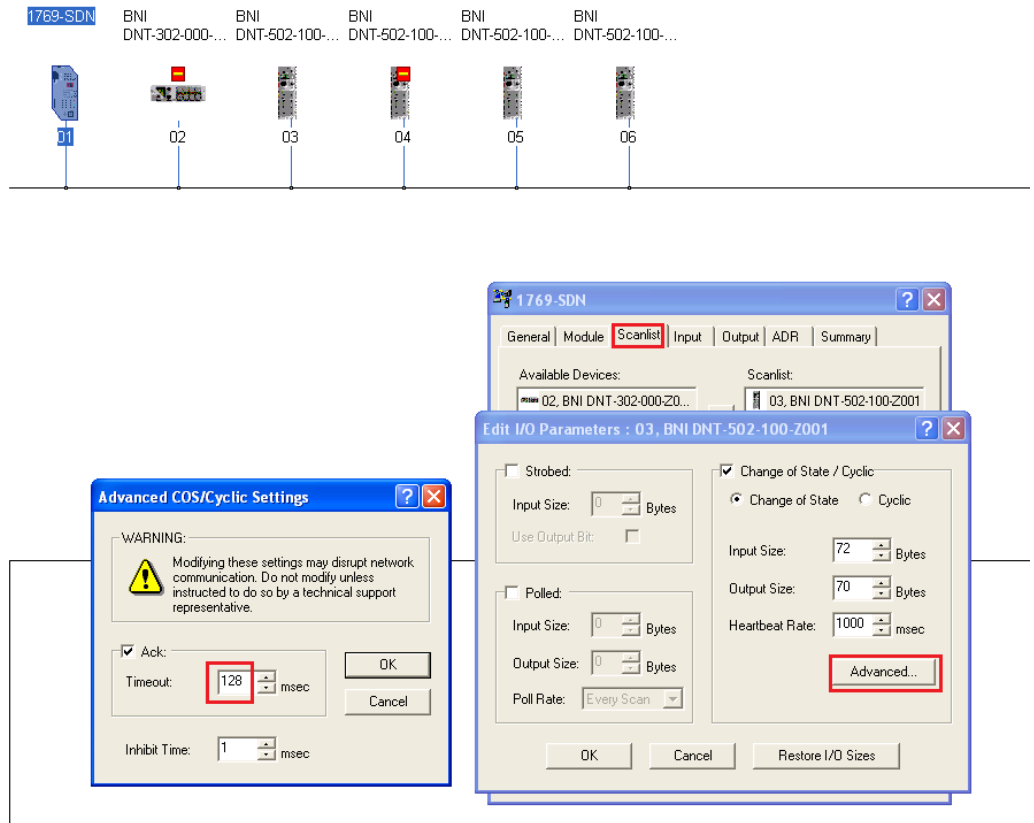 1769-SDN
BNI
DNT-302-000-...
BNI
DNT-502-100-...
BNI
DNT-502-100-...
BNI
DNT-502-100-...
BNI
DNT-502-100-...
01
02
03
04
05
06
1769-SDN
General
Module
Scanlist
Input
Output
ADR
Summary
Available Devices:
Scanlist:
02, BNI DNT-302-000-Z0...
03, BNI DNT-502-100-Z001
Edit I/O Parameters : 03, BNI DNT-502-100-Z001
Strobed:
Input Size: 0 Bytes
Use Output Bit:
Polled:
Input Size: 0 Bytes
Output Size: 0 Bytes
Poll Rate: Every Scan
Change of State / Cyclic
Change of State
Cyclic
Input Size: 72 Bytes
Output Size: 70 Bytes
Heartbeat Rate: 1000 msec
Advanced...
OK
Cancel
Restore I/O Sizes
Advanced COS/Cyclic Settings
WARNING:
Modifying these settings may disrupt network
communication. Do not modify unless
instructed to do so by a technical support
representative.
Ack:
Timeout: 128 msec
OK
Cancel
Inhibit Time: 1 msec